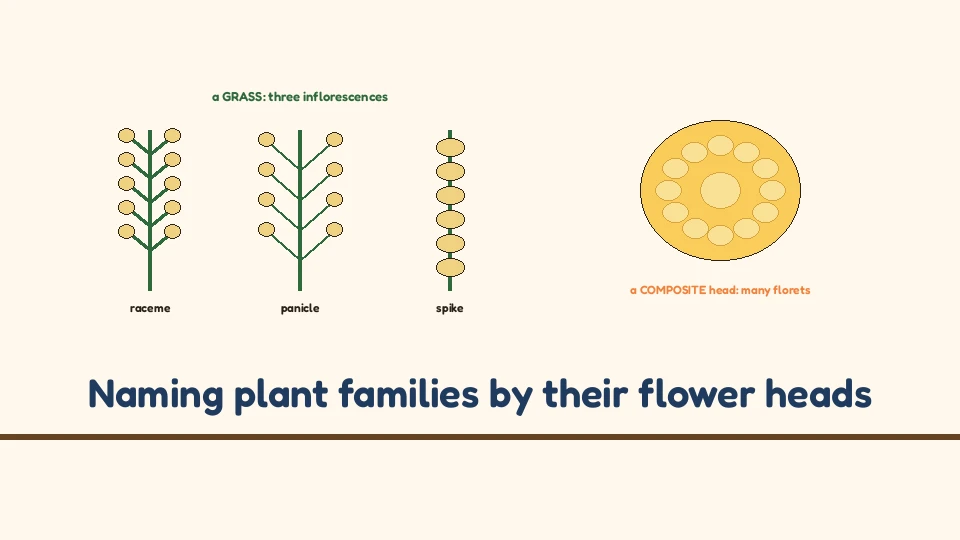 a GRASS: three inflorescences
raceme
panicle
spike
a COMPOSITE head: many florets
Naming plant families by their flower heads